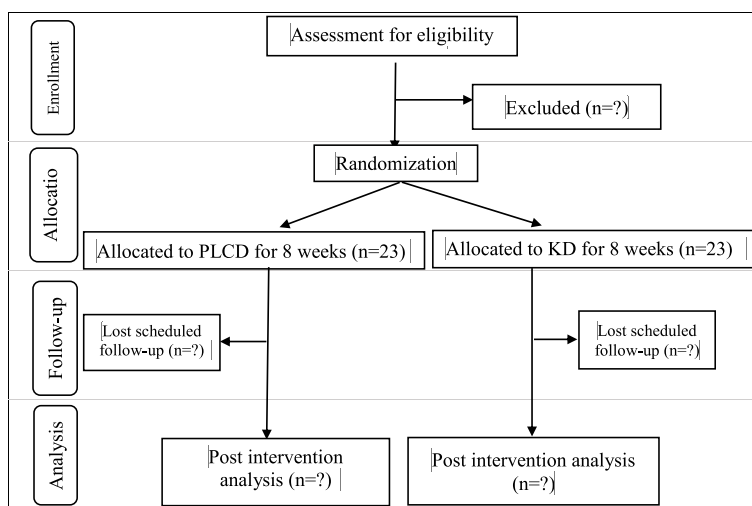 Enrollment
Assessment for eligibility
Excluded (n=?)
Randomization
Allocatio
Allocated to PLCD for 8 weeks (n=23)
Allocated to KD for 8 weeks (n=23)
Follow-up
Lost scheduled
follow-up (n=?)
Lost scheduled
follow-up (n=?)
Analysis
Post intervention
analysis (n=?)
Post intervention analysis
(n=?)